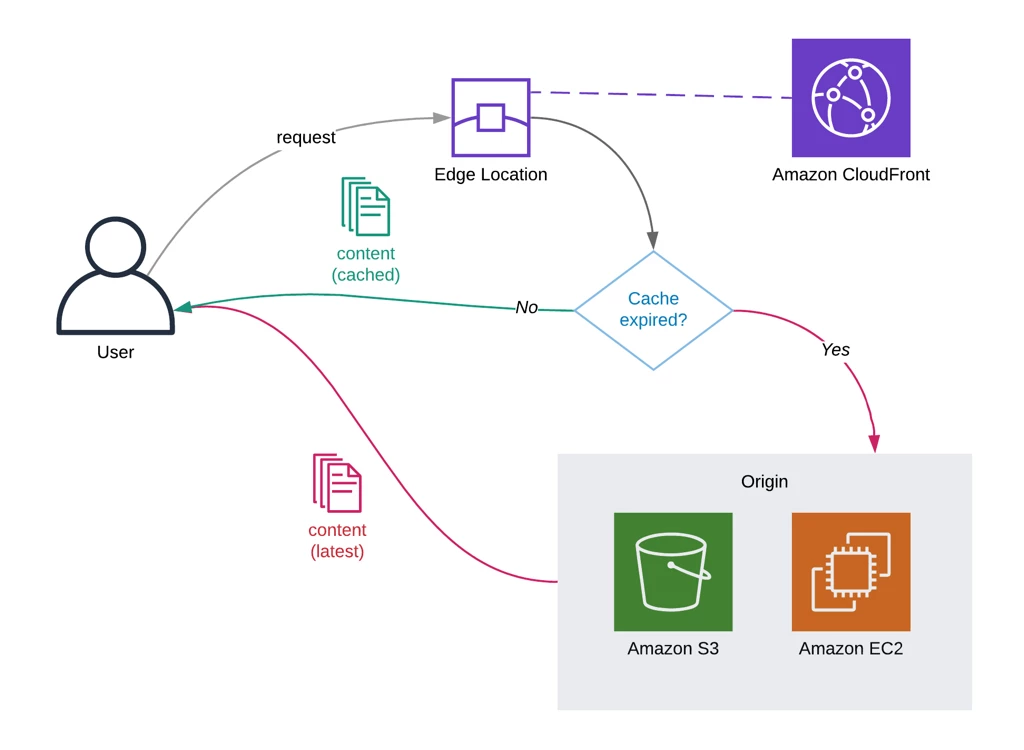 request
Edge Location
Amazon CloudFront
content
(cached)
User
No
Cache
expired?
Yes
content
(latest)
Origin
Amazon S3
Amazon EC2